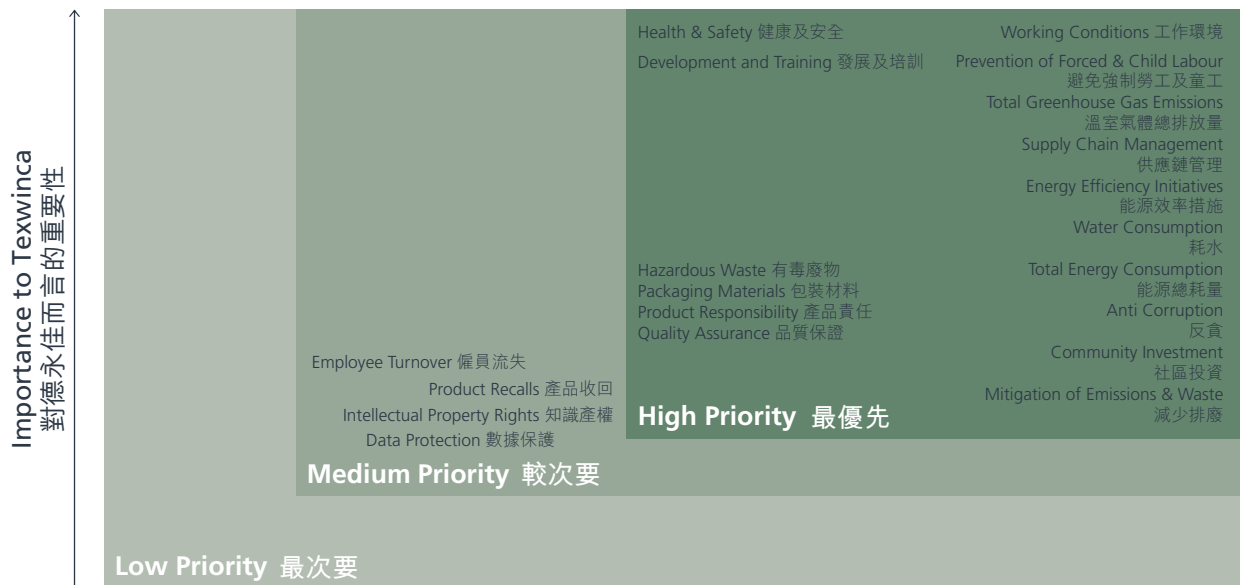 Importance to Texwinca
對德永佳而言的重要性
Health & Safety 健康及安全
Development and Training 發展及培訓
Hazardous Waste 有毒廢物
Packaging Materials 包裝材料
Product Responsibility 產品責任
Quality Assurance 品質保證
Working Conditions 工作環境
Prevention of Forced & Child Labour
避免強制勞工及童工
Total Greenhouse Gas Emissions
溫室氣體總排放量
Supply Chain Management
供應鏈管理
Energy Efficiency Initiatives
能源效率措施
Water Consumption
耗水
Total Energy Consumption
能源總耗量
Anti Corruption
反貪
Community Investment
社區投資
Mitigation of Emissions & Waste
減少排廢
High Priority 最優先
Employee Turnover 僱員流失
Product Recalls 產品收回
Intellectual Property Rights 知識產權
Data Protection 數據保護
Medium Priority 較次要
Low Priority 最次要